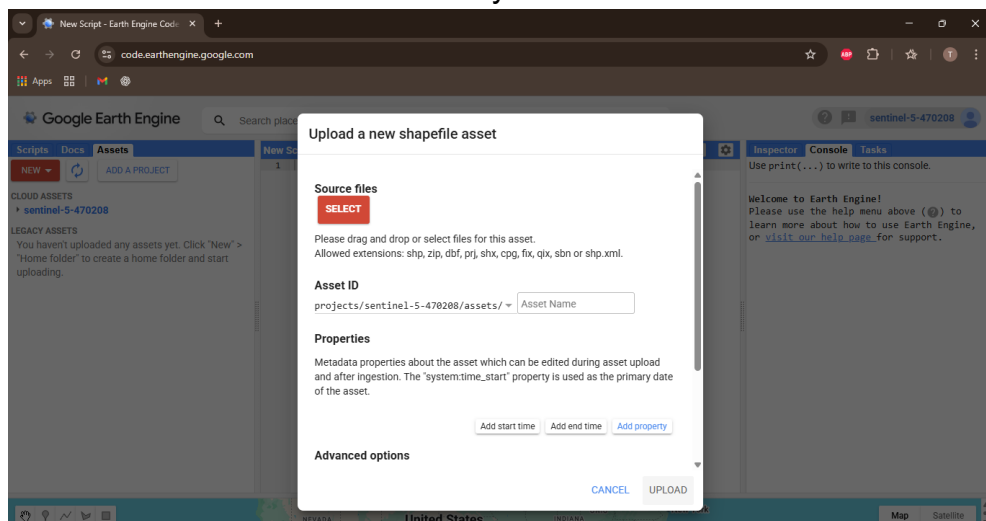 New Script - Earth Engine Code
code.earthengine.google.com
ABP
T
Apps
Google Earth Engine
Search place
sentinel-5-470208
Scripts Docs Assets
NEW
ADD A PROJECT
CLOUD ASSETS
sentinel-5-470208
LEGACY ASSETS
You haven't uploaded any assets yet. Click "New" >
"Home folder" to create a home folder and start
uploading.
New Sc
1
Upload a new shapefile asset
Source files
SELECT
Please drag and drop or select files for this asset.
Allowed extensions: shp, zip, dbf, prj, shx, cpg, fix, qix, sbn or shp.xml.
Asset ID
projects/sentinel-5-470208/assets/ Asset Name
Properties
Metadata properties about the asset which can be edited during asset upload
and after ingestion. The "system:time_start" property is used as the primary date
of the asset.
Add start time Add end time Add property
Advanced options
CANCEL UPLOAD
Inspector Console Tasks
Use print(...) to write to this console.
Welcome to Earth Engine!
Please use the help menu above (?) to
learn more about how to use Earth Engine,
or visit our help page for support.
NEVADA
United States
INDIANA
Map Satellite